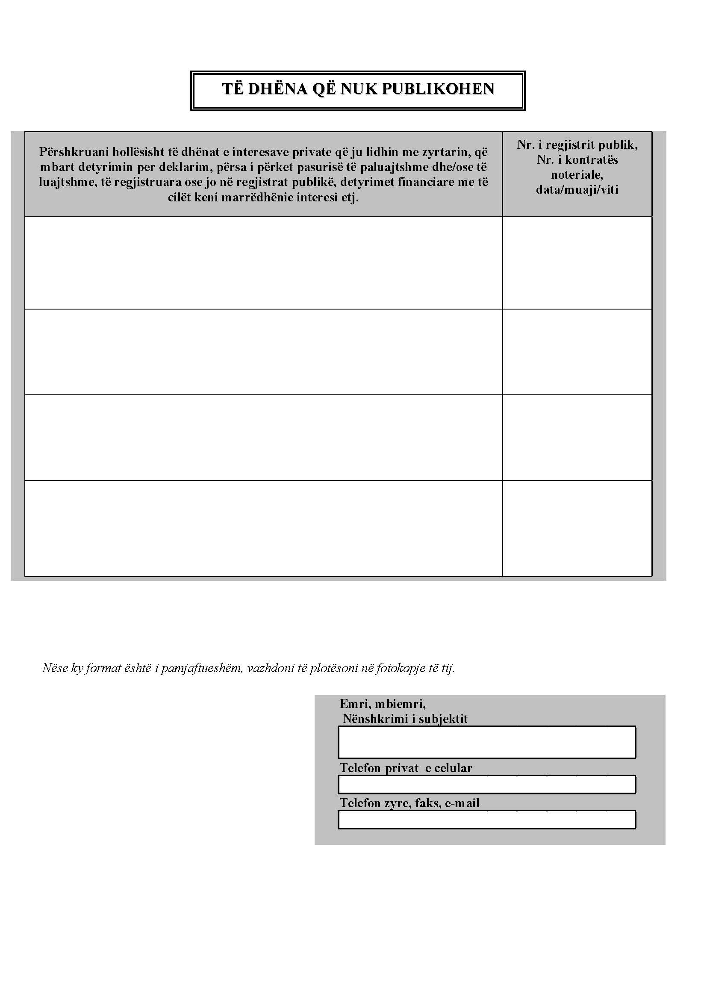 TË DHËNA QË NUK PUBLIKOHEN
Përshkruani hollësisht të dhënat e interesave private që ju lidhin me zyrtarin, që
mbart detyrimin per deklarim, përsa i përket pasurisë të paluajtshme dhe/ose të
luajtshme, të regjistruara ose jo në regjistrat publikë, detyrimet financiare me të
cilët keni marrëdhënie interesi etj.
Nr. i regjistrit publik,
Nr. i kontratës
noteriale,
data/muaji/viti
Nëse ky format është i pamjaftueshëm, vazhdoni të plotësoni në fotokopje të tij.
Emri, mbiemri,
Nënshkrimi i subjektit
Telefon privat e celular
Telefon zyre, faks, e-mail